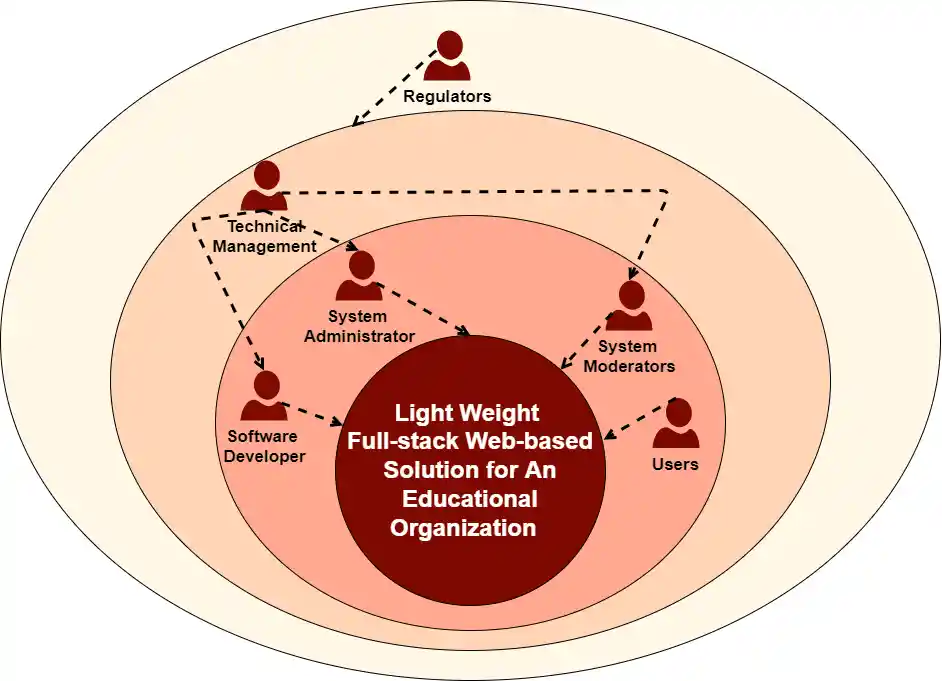 Regulators
Technical
Management
System
Administrator
System
Moderators
Software
Developer
Users
Light Weight
Full-stack Web-based
Solution for An
Educational
Organization